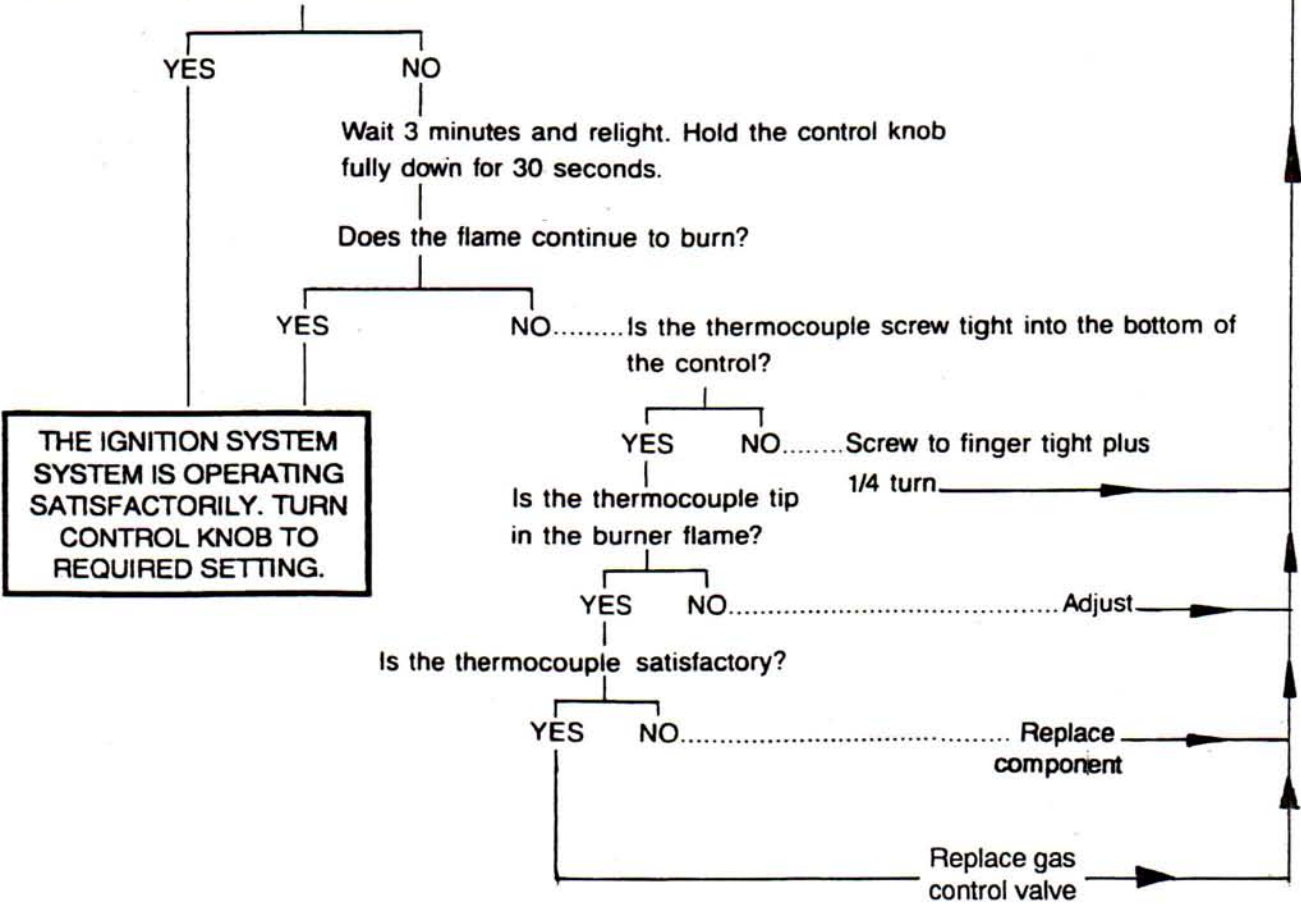 YES NO
Wait 3 minutes and relight. Hold the control knob
fully down for 30 seconds.
Does the flame continue to burn?
YES NO.........Is the thermocouple screw tight into the bottom of
the control?
THE IGNITION SYSTEM
SYSTEM IS OPERATING
SATISFACTORILY. TURN
CONTROL KNOB TO
REQUIRED SETTING.
YES NO........Screw to finger tight plus
1/4 turn
Is the thermocouple tip
in the burner flame?
YES NO.............................................Adjust
Is the thermocouple satisfactory?
YES NO.............................................Replace
component
Replace gas
control valve